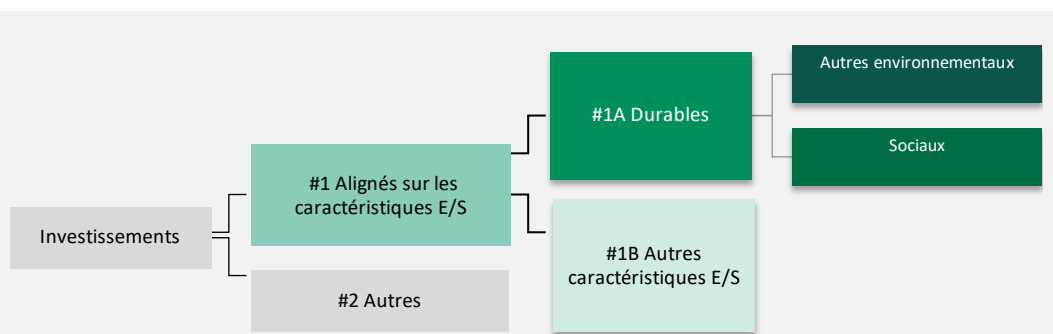 Investissements
#1 Alignés sur les
caractéristiques E/S
#2 Autres
#1A Durables
#1B Autres
caractéristiques E/S
Autres environnementaux
Sociaux